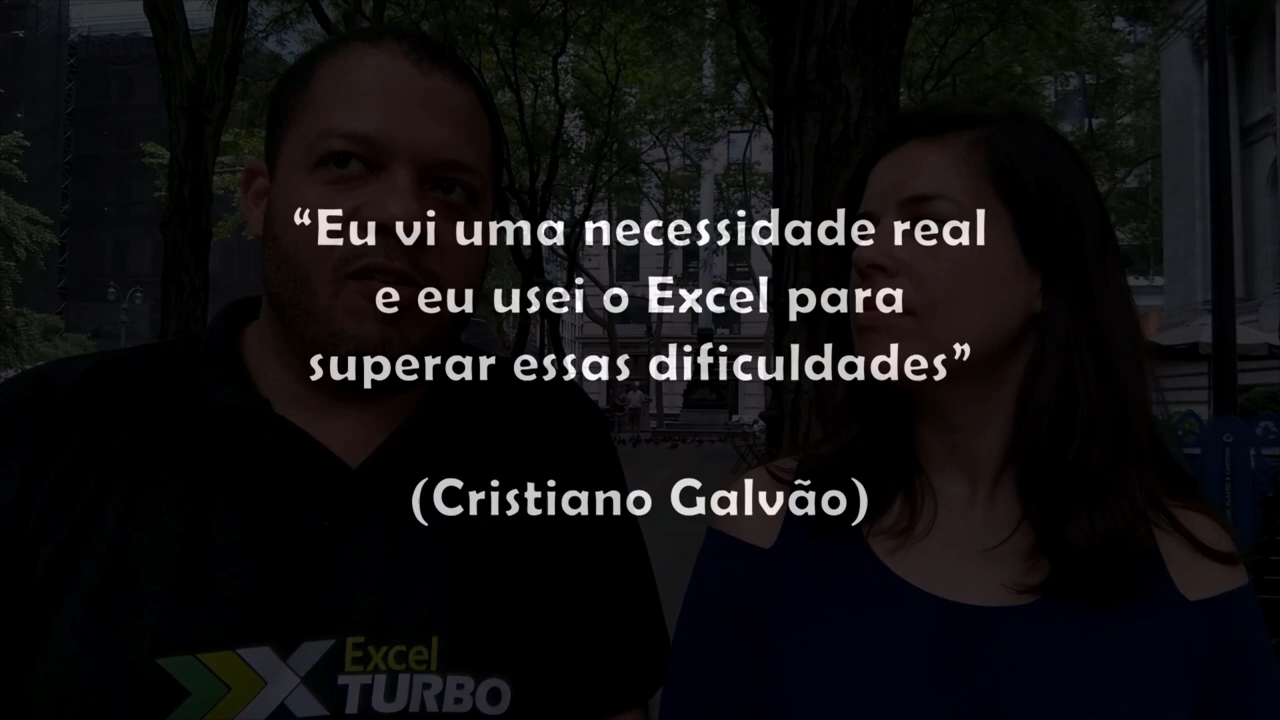 “Eu vi uma necessidade real
e eu usei o Excel para
superar essas dificuldades”
(Cristiano Galvão)
Excel
TURBO